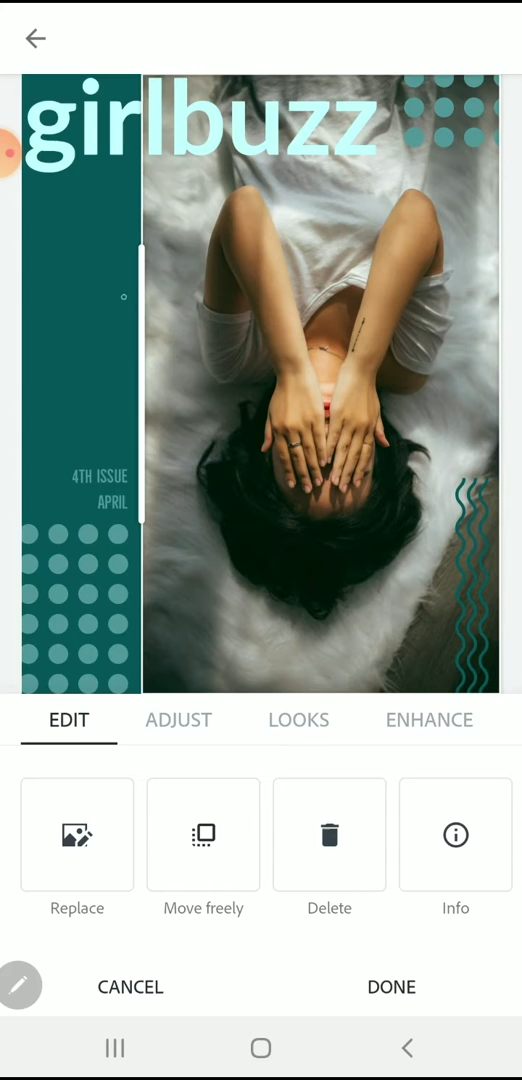 girlbuzz
4TH ISSUE
APRIL
EDIT ADJUST LOOKS ENHANCE
Replace Move freely Delete Info
CANCEL DONE